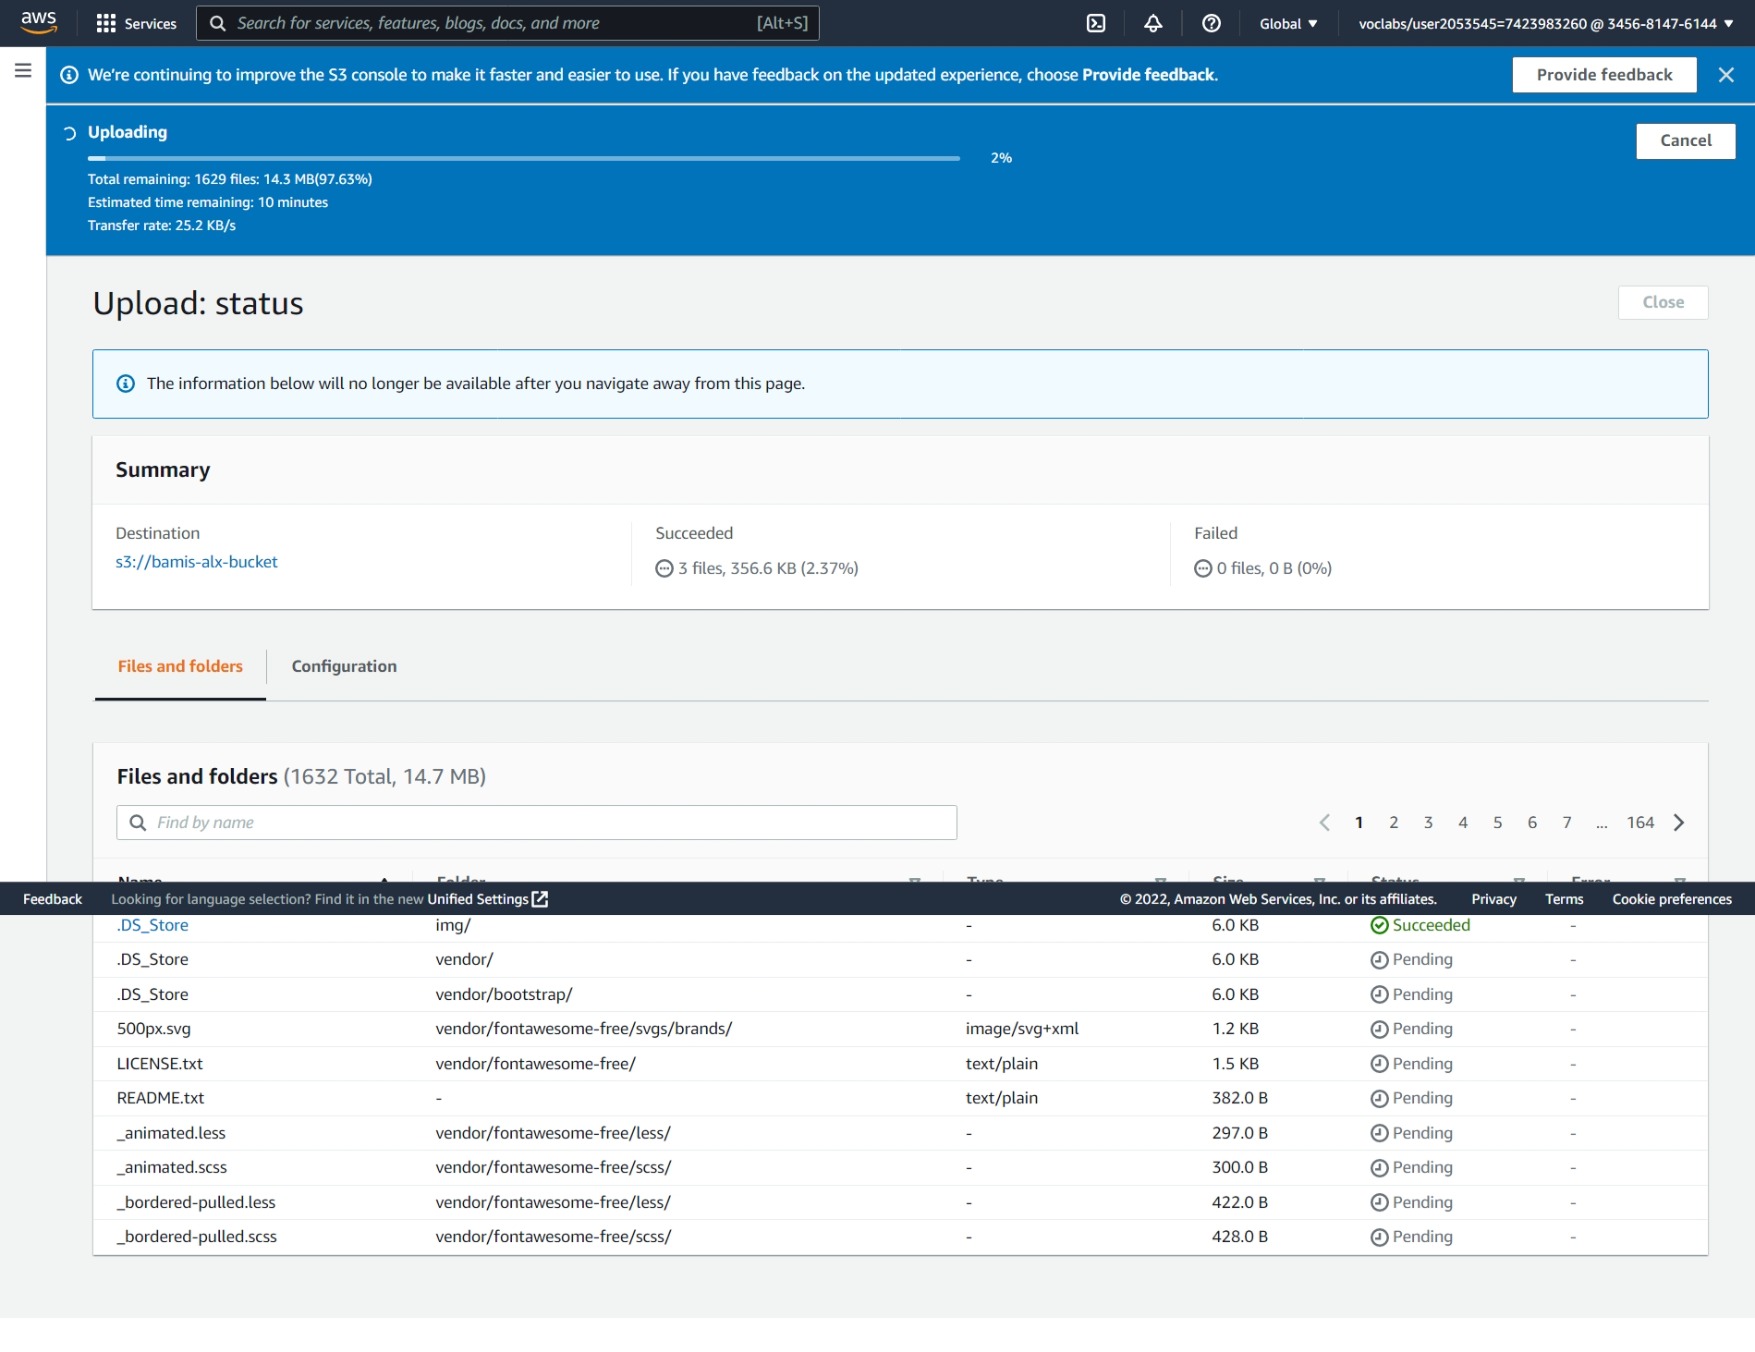 aws
Services
Search for services, features, blogs, docs, and more [Alt+S]
Global
voclabs/user2053545=7423983260 @ 3456-8147-6144
We're continuing to improve the S3 console to make it faster and easier to use. If you have feedback on the updated experience, choose Provide feedback.
Provide feedback
Uploading
Cancel
2%
Total remaining: 1629 files: 14.3 MB(97.63%)
Estimated time remaining: 10 minutes
Transfer rate: 25.2 KB/s
Upload: status
Close
The information below will no longer be available after you navigate away from this page.
Summary
Destination
s3://bamis-alx-bucket
Succeeded
3 files, 356.6 KB (2.37%)
Failed
0 files, 0 B (0%)
Files and folders
Configuration
Files and folders (1632 Total, 14.7 MB)
Find by name
1 2 3 4 5 6 7 ... 164
Name Folder Type Size Status Error
Feedback Looking for language selection? Find it in the new Unified Settings © 2022, Amazon Web Services, Inc. or its affiliates. Privacy Terms Cookie preferences
.DS_Store img/ - 6.0 KB Succeeded -
.DS_Store vendor/ - 6.0 KB Pending -
.DS_Store vendor/bootstrap/ - 6.0 KB Pending -
500px.svg vendor/fontawesome-free/svgs/brands/ image/svg+xml 1.2 KB Pending -
LICENSE.txt vendor/fontawesome-free/ text/plain 1.5 KB Pending -
README.txt - text/plain 382.0 B Pending -
_animated.less vendor/fontawesome-free/less/ - 297.0 B Pending -
_animated.scss vendor/fontawesome-free/scss/ - 300.0 B Pending -
_bordered-pulled.less vendor/fontawesome-free/less/ - 422.0 B Pending -
_bordered-pulled.scss vendor/fontawesome-free/scss/ - 428.0 B Pending -